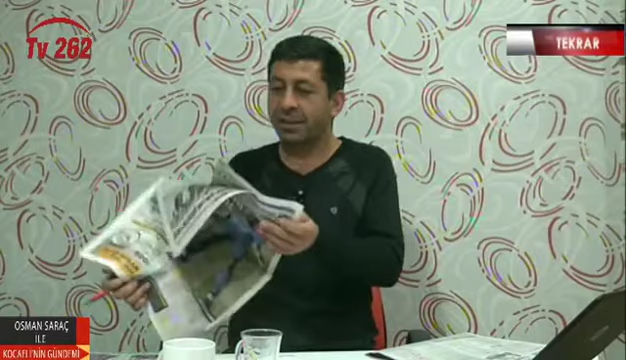 Tv 262
TEKRAR
OSMAN SARAÇ
İLE
KOCAELİ'NİN GÜNDEMİ